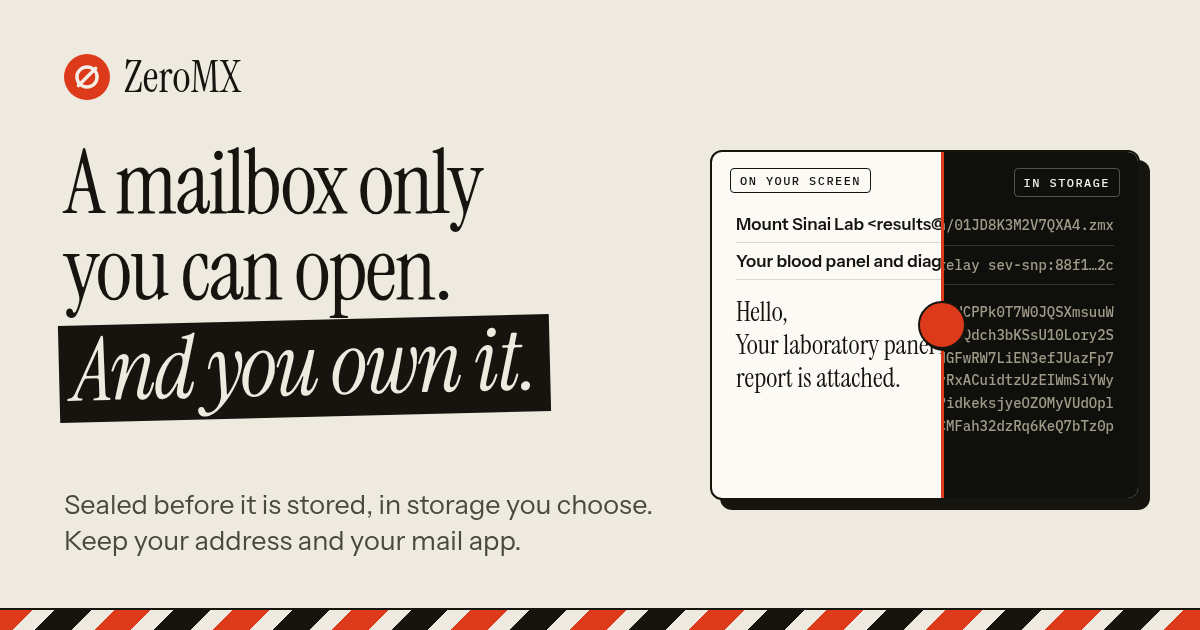 ZeroMX
A mailbox only
you can open.
And you own it.
Sealed before it is stored, in storage you choose.
Keep your address and your mail app.
ON YOUR SCREEN
IN STORAGE
Mount Sinai Lab <results@
/01JD8K3M2V7QXA4.zmx
Your blood panel and diag
elay sev-snp:88f1…2c
Hello,
Your laboratory panel
report is attached.
CPPk0T7W0JQSXmsuuW
Qdch3bKSsU10Lory2S
GFwRW7LiEN3efJUazFp7
RxACuidtzUzEIWmSiYWy
idkeksjyeOZOMyVUdOpl
MFah32dzRq6KeQ7bTz0p